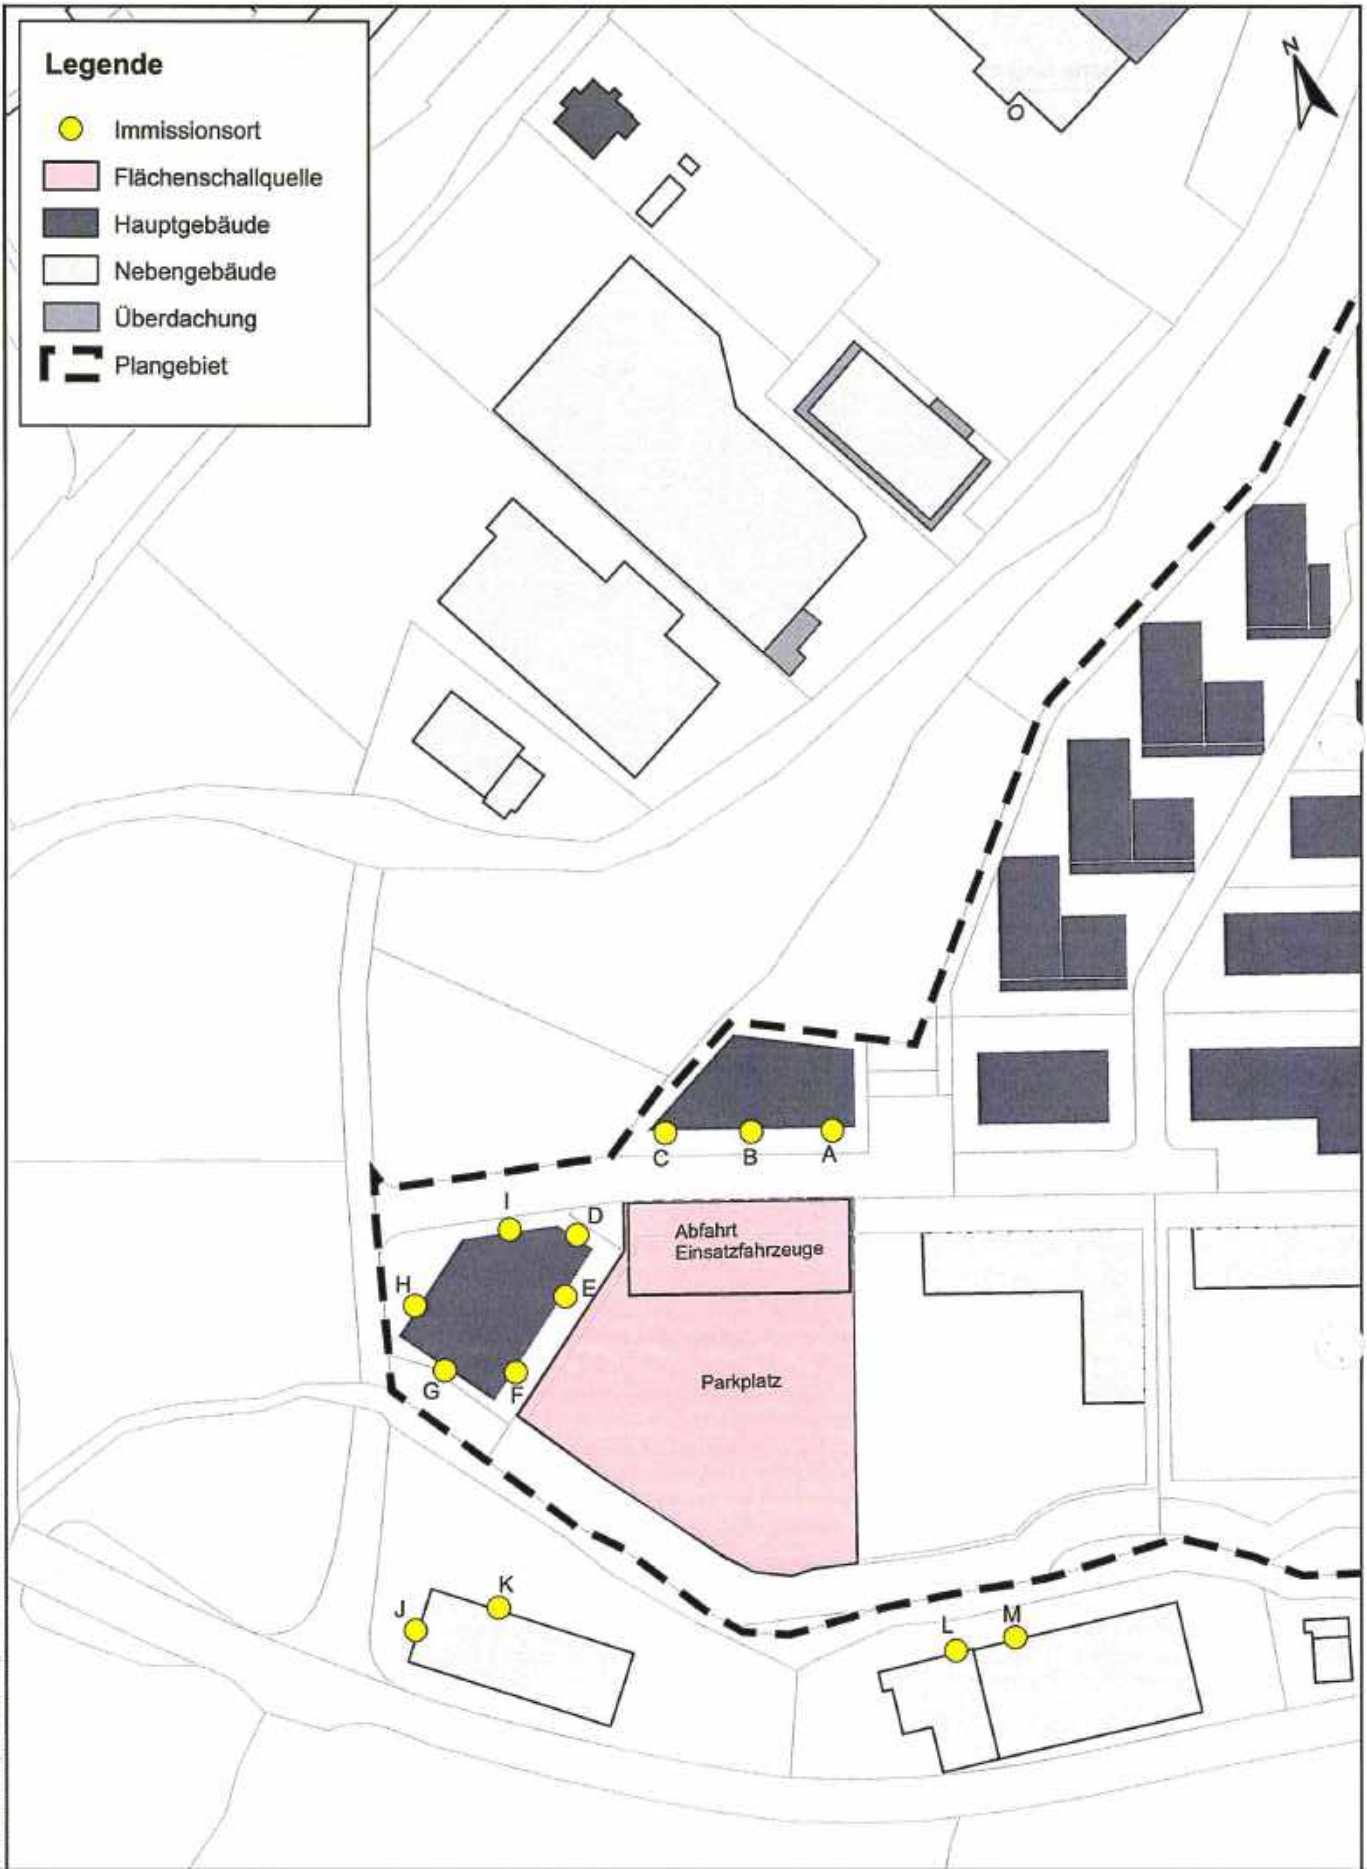 Legende
Immissionsort
Flächenschallquelle
Hauptgebäude
Nebengebäude
Überdachung
Plangebiet
N
C
B
A
I
D
Abfahrt
Einsatzfahrzeuge
H
E
Parkplatz
G
F
K
J
L
M